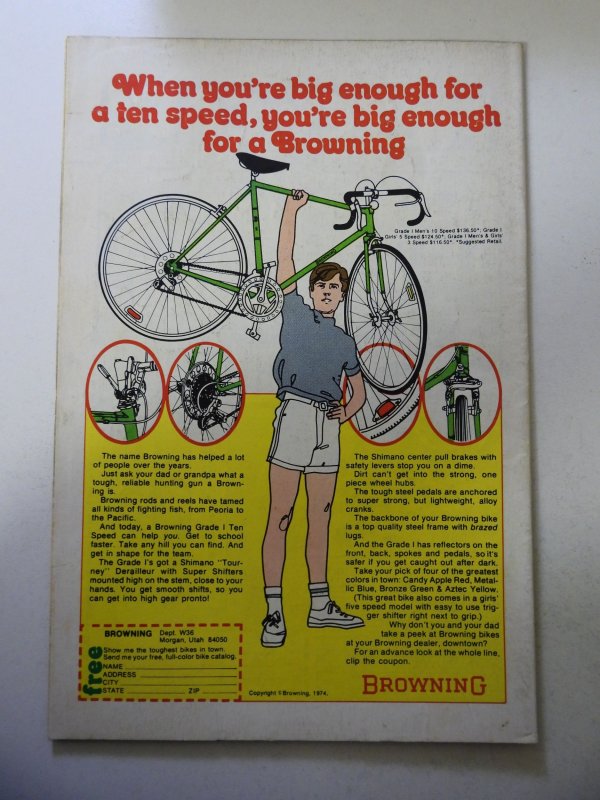 When you're big enough for
a ten speed, you're big enough
for a Browning
Grade I Men's 10 Speed $136.50*, Grade I
Girls' 5 Speed $124.50*, Grade I Men's & Girls'
3 Speed $116.50*. *Suggested Retail.
The name Browning has helped a lot
of people over the years.
Just ask your dad or grandpa what a
tough, reliable hunting gun a Brown-
ing is.
Browning rods and reels have tamed
all kinds of fighting fish, from Peoria to
the Pacific.
And today, a Browning Grade I Ten
Speed can help you. Get to school
faster. Take any hill you can find. And
get in shape for the team.
The Grade I's got a Shimano "Tour-
ney" Derailleur with Super Shifters
mounted high on the stem, close to your
hands. You get smooth shifts, so you
can get into high gear pronto!
The Shimano center pull brakes with
safety levers stop you on a dime.
Dirt can't get into the strong, one
piece wheel hubs.
The tough steel pedals are anchored
to super strong, but lightweight, alloy
cranks.
The backbone of your Browning bike
is a top quality steel frame with brazed
lugs.
And the Grade I has reflectors on the
front, back, spokes and pedals, so it's
safer if you get caught out after dark.
Take your pick of four of the greatest
colors in town: Candy Apple Red, Metal-
lic Blue, Bronze Green & Aztec Yellow.
(This great bike also comes in a girls'
five speed model with easy to use trig-
ger shifter right next to grip.)
Why don't you and your dad
take a peek at Browning bikes
at your Browning dealer, downtown?
For an advance look at the whole line,
clip the coupon.
BROWNING Dept. W36
Morgan, Utah 84050
free
Show me the toughest bikes in town.
Send me your free, full-color bike catalog.
NAME
ADDRESS
CITY
STATE ZIP
Copyright © Browning, 1974.
BROWNING